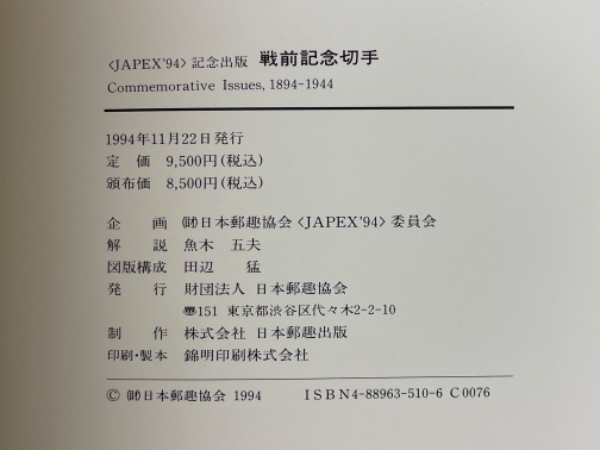 〈JAPEX'94〉記念出版 戦前記念切手
Commemorative Issues, 1894-1944
1994年11月22日発行
定 価 9,500円(税込)
頒布価 8,500円(税込)
企 画 ㈶日本郵趣協会〈JAPEX'94〉委員会
解 説 魚木 五夫
図版構成 田辺 猛
発 行 財団法人 日本郵趣協会
〠151 東京都渋谷区代々木2-2-10
制 作 株式会社 日本郵趣出版
印刷・製本 錦明印刷株式会社
© ㈶日本郵趣協会 1994 ISBN4-88963-510-6 C0076